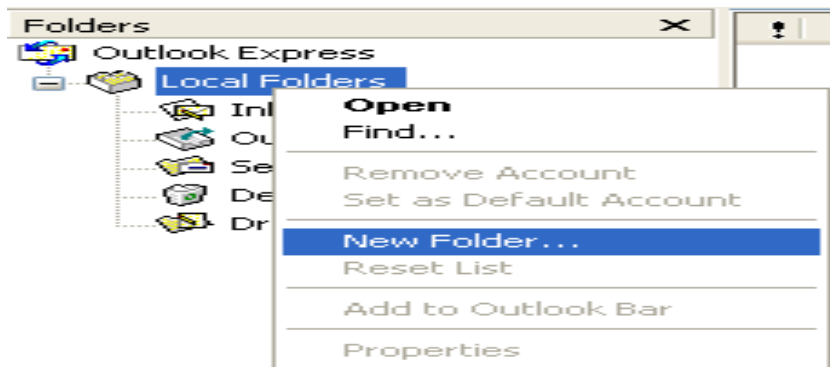 Folders
Outlook Express
Local Folders
Open
Find...
Remove Account
Set as Default Account
New Folder...
Reset List
Add to Outlook Bar
Properties